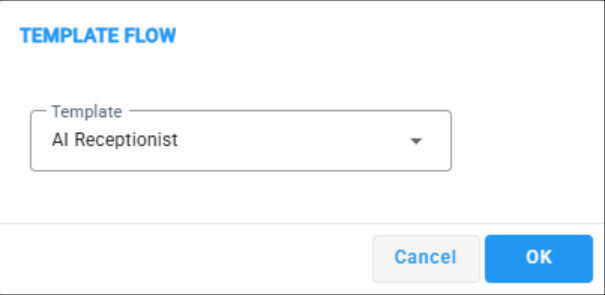 TEMPLATE FLOW
Template
AI Receptionist
Cancel
OK